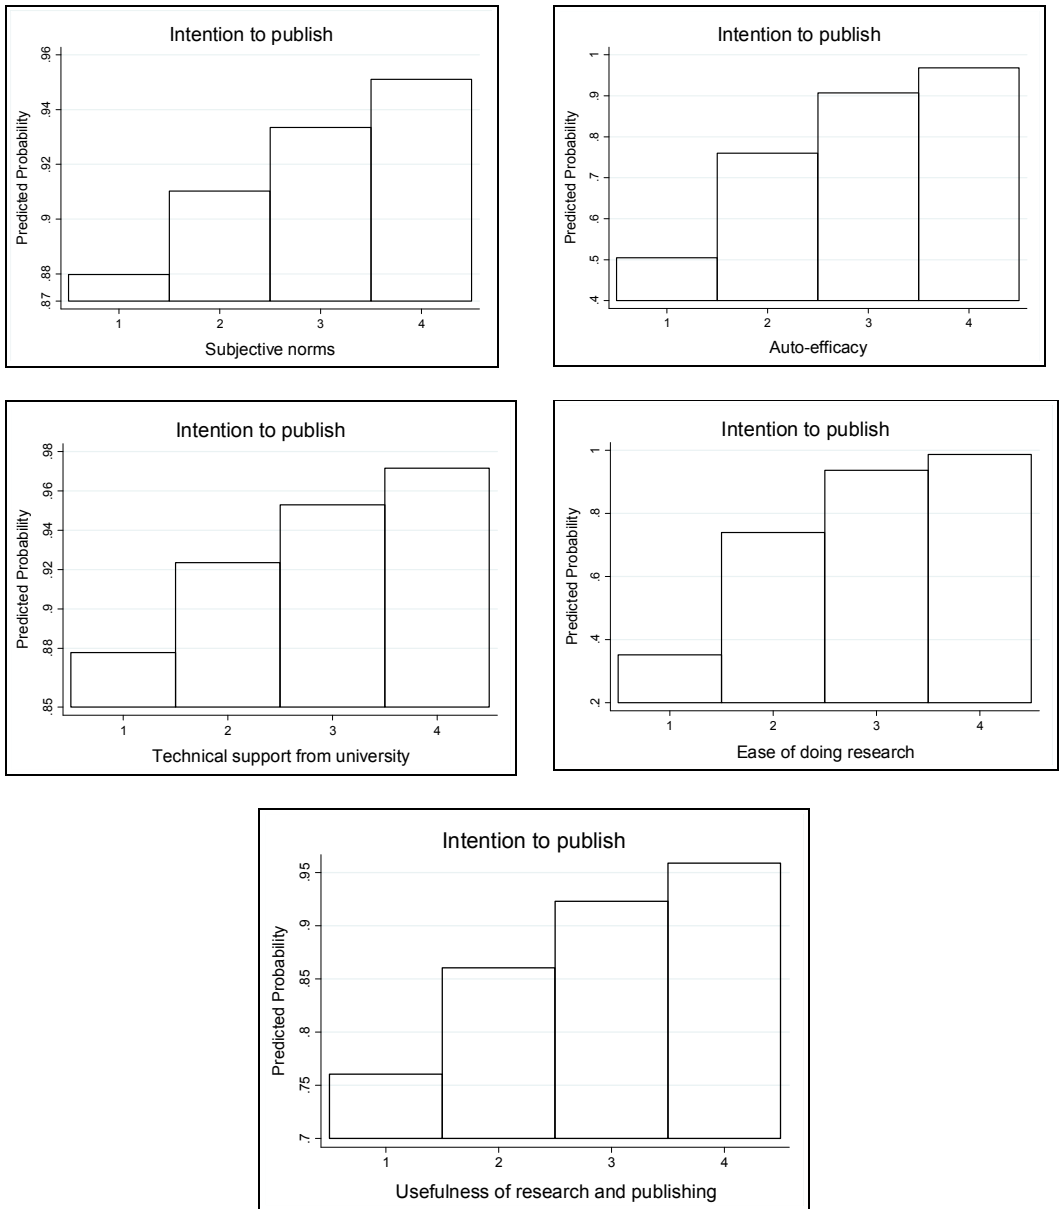 Intention to publish
Predicted Probability
.96
.94
.92
.9
.88
.87
1 2 3 4
Subjective norms
Intention to publish
Predicted Probability
1
.9
.8
.7
.6
.5
.4
1 2 3 4
Auto-efficacy
Intention to publish
Predicted Probability
.98
.96
.94
.92
.9
.88
.85
1 2 3 4
Technical support from university
Intention to publish
Predicted Probability
1
.8
.6
.4
.2
1 2 3 4
Ease of doing research
Intention to publish
Predicted Probability
.95
.9
.85
.8
.75
.7
1 2 3 4
Usefulness of research and publishing